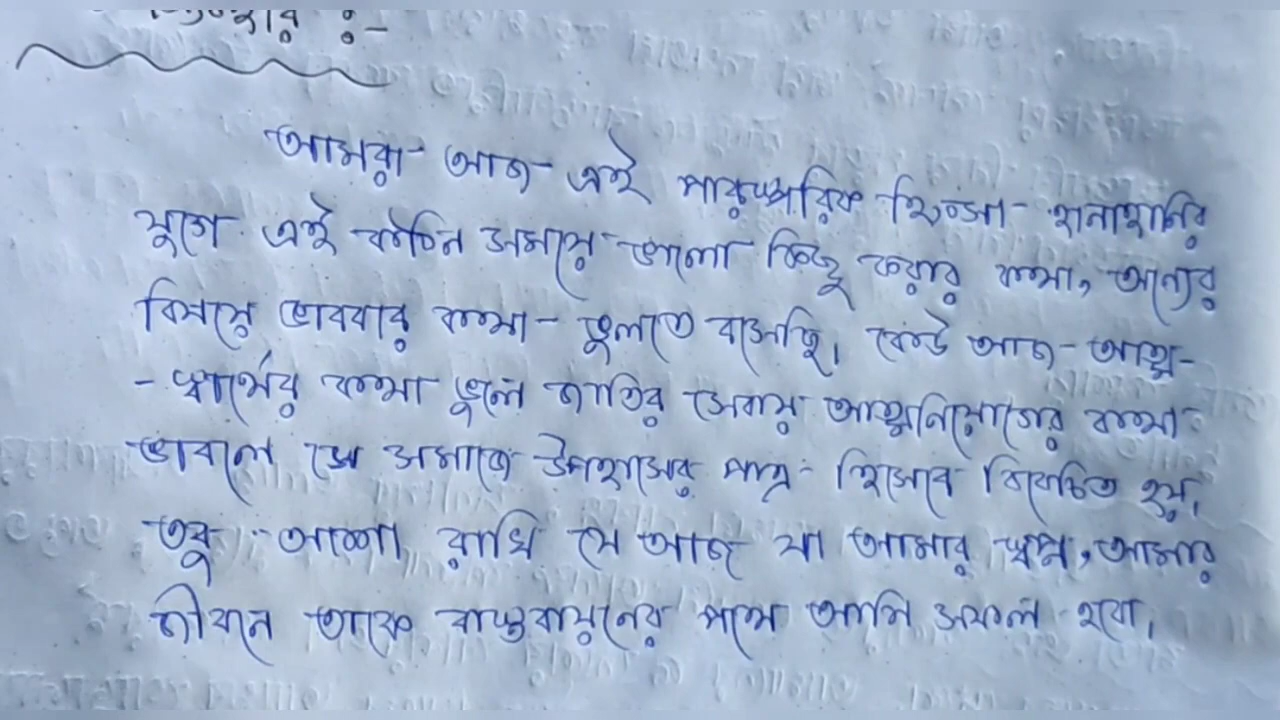 উপসংহার :-
আমরা আজ এই পারস্পরিক হিংসা হানাহানির
যুগে এই কঠিন সময়ে ভালো কিছু করার কথা, অন্যের
বিষয়ে ভাববার কথা ভুলতে বসেছি। কেউ আজ আত্ম-
- স্বার্থের কথা ভুলে জাতির সেবায় আত্মনিয়োগের কথা
ভাবলে সে সমাজে উপহাসের পাত্র হিসেবে বিবেচিত হয়।
তবু আশা রাখি যে আজ যা আমার স্বপ্ন, আমার
জীবনে তাকে বাস্তবায়নের পথে আমি সফল হবো।